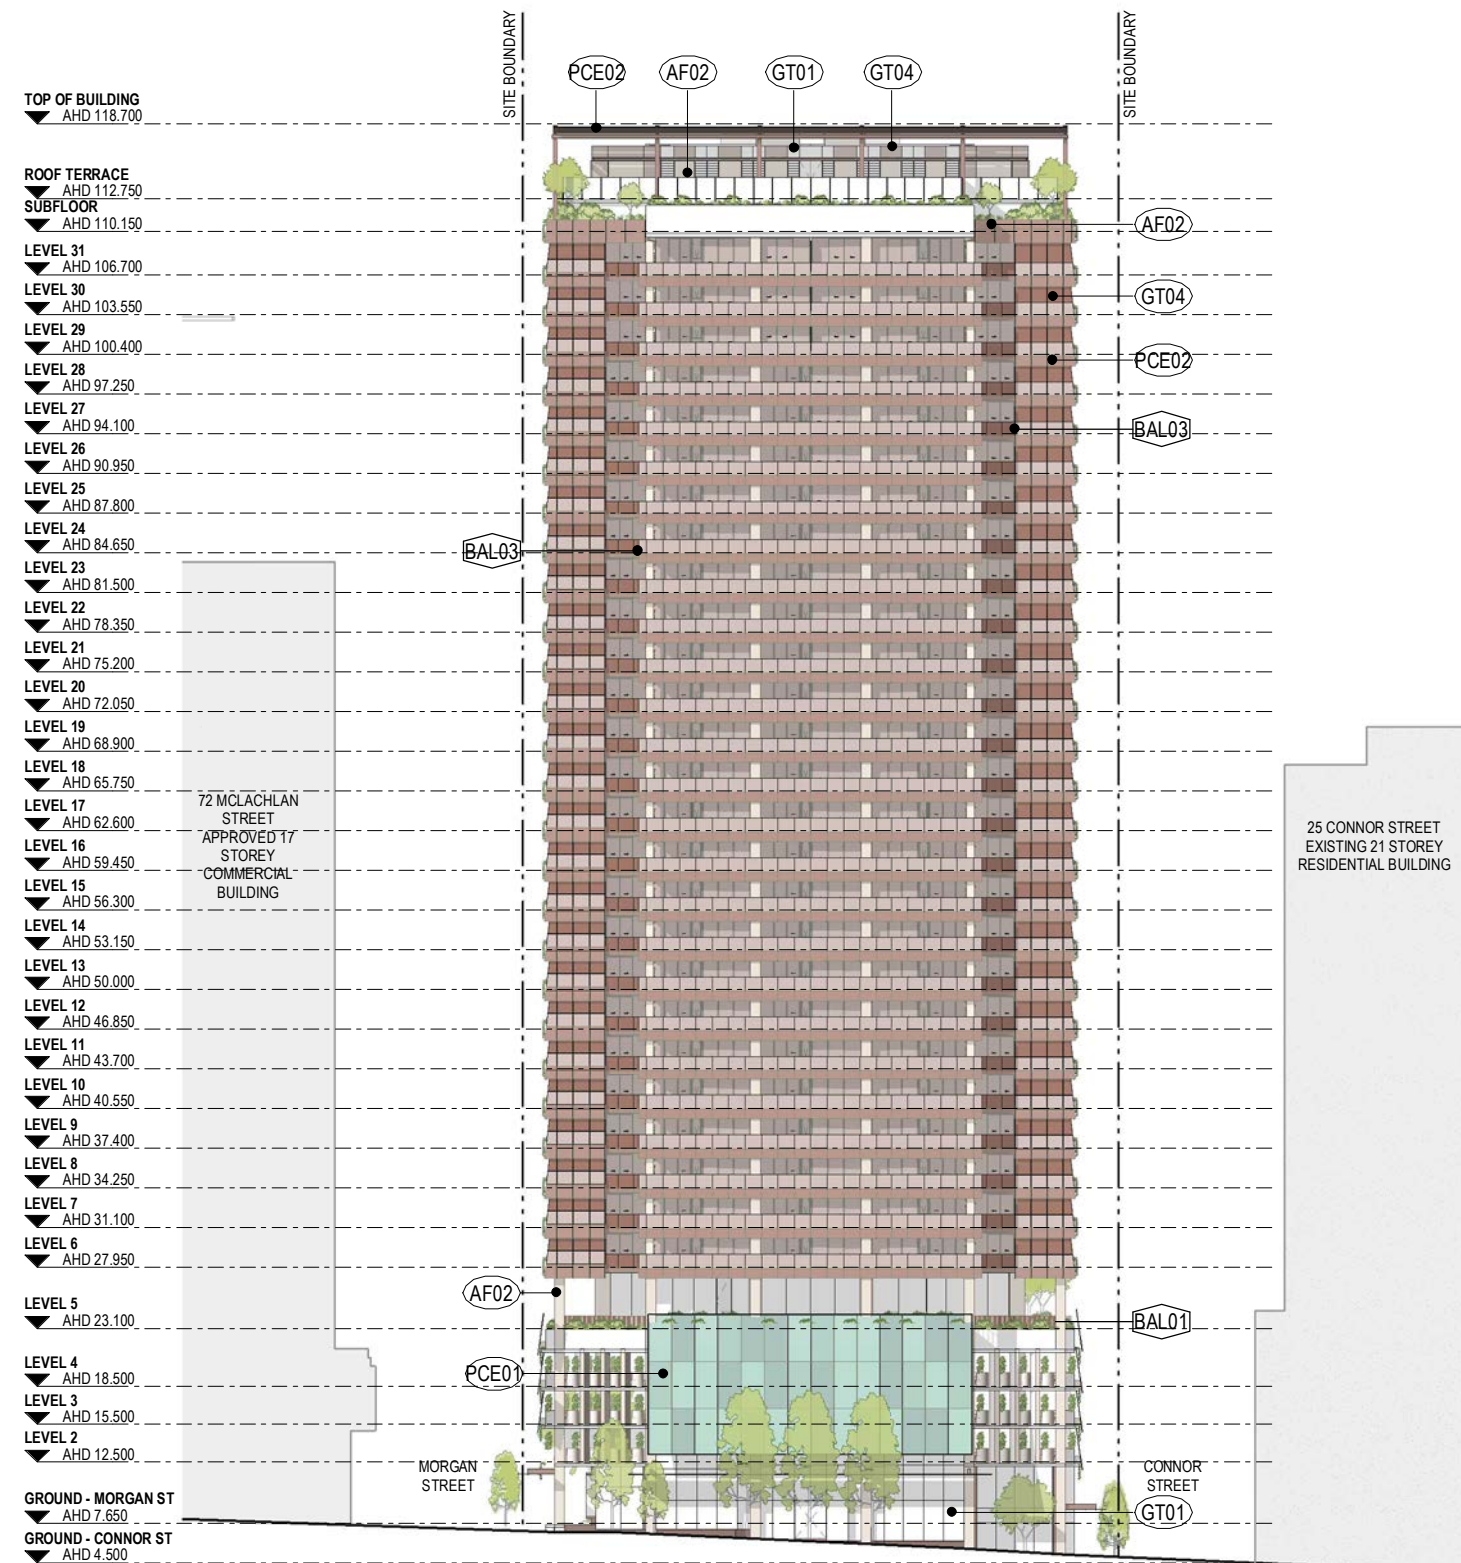 SITE BOUNDARY
SITE BOUNDARY
PCE02
AF02
GT01
GT04
TOP OF BUILDING
AHD 118.700
ROOF TERRACE
AHD 112.750
SUBFLOOR
AHD 110.150
AF02
LEVEL 31
AHD 106.700
LEVEL 30
AHD 103.550
GT04
LEVEL 29
AHD 100.400
PCE02
LEVEL 28
AHD 97.250
LEVEL 27
AHD 94.100
BAL03
LEVEL 26
AHD 90.950
LEVEL 25
AHD 87.800
LEVEL 24
AHD 84.650
BAL03
LEVEL 23
AHD 81.500
LEVEL 22
AHD 78.350
LEVEL 21
AHD 75.200
LEVEL 20
AHD 72.050
LEVEL 19
AHD 68.900
LEVEL 18
AHD 65.750
LEVEL 17
AHD 62.600
LEVEL 16
AHD 59.450
LEVEL 15
AHD 56.300
LEVEL 14
AHD 53.150
LEVEL 13
AHD 50.000
LEVEL 12
AHD 46.850
LEVEL 11
AHD 43.700
LEVEL 10
AHD 40.550
LEVEL 9
AHD 37.400
LEVEL 8
AHD 34.250
LEVEL 7
AHD 31.100
LEVEL 6
AHD 27.950
LEVEL 5
AHD 23.100
LEVEL 4
AHD 18.500
LEVEL 3
AHD 15.500
LEVEL 2
AHD 12.500
GROUND - MORGAN ST
AHD 7.650
GROUND - CONNOR ST
AHD 4.500
72 MCLACHLAN
STREET
APPROVED 17
STOREY
COMMERCIAL
BUILDING
25 CONNOR STREET
EXISTING 21 STOREY
RESIDENTIAL BUILDING
AF02
BAL01
PCE01
MORGAN
STREET
CONNOR
STREET
GT01